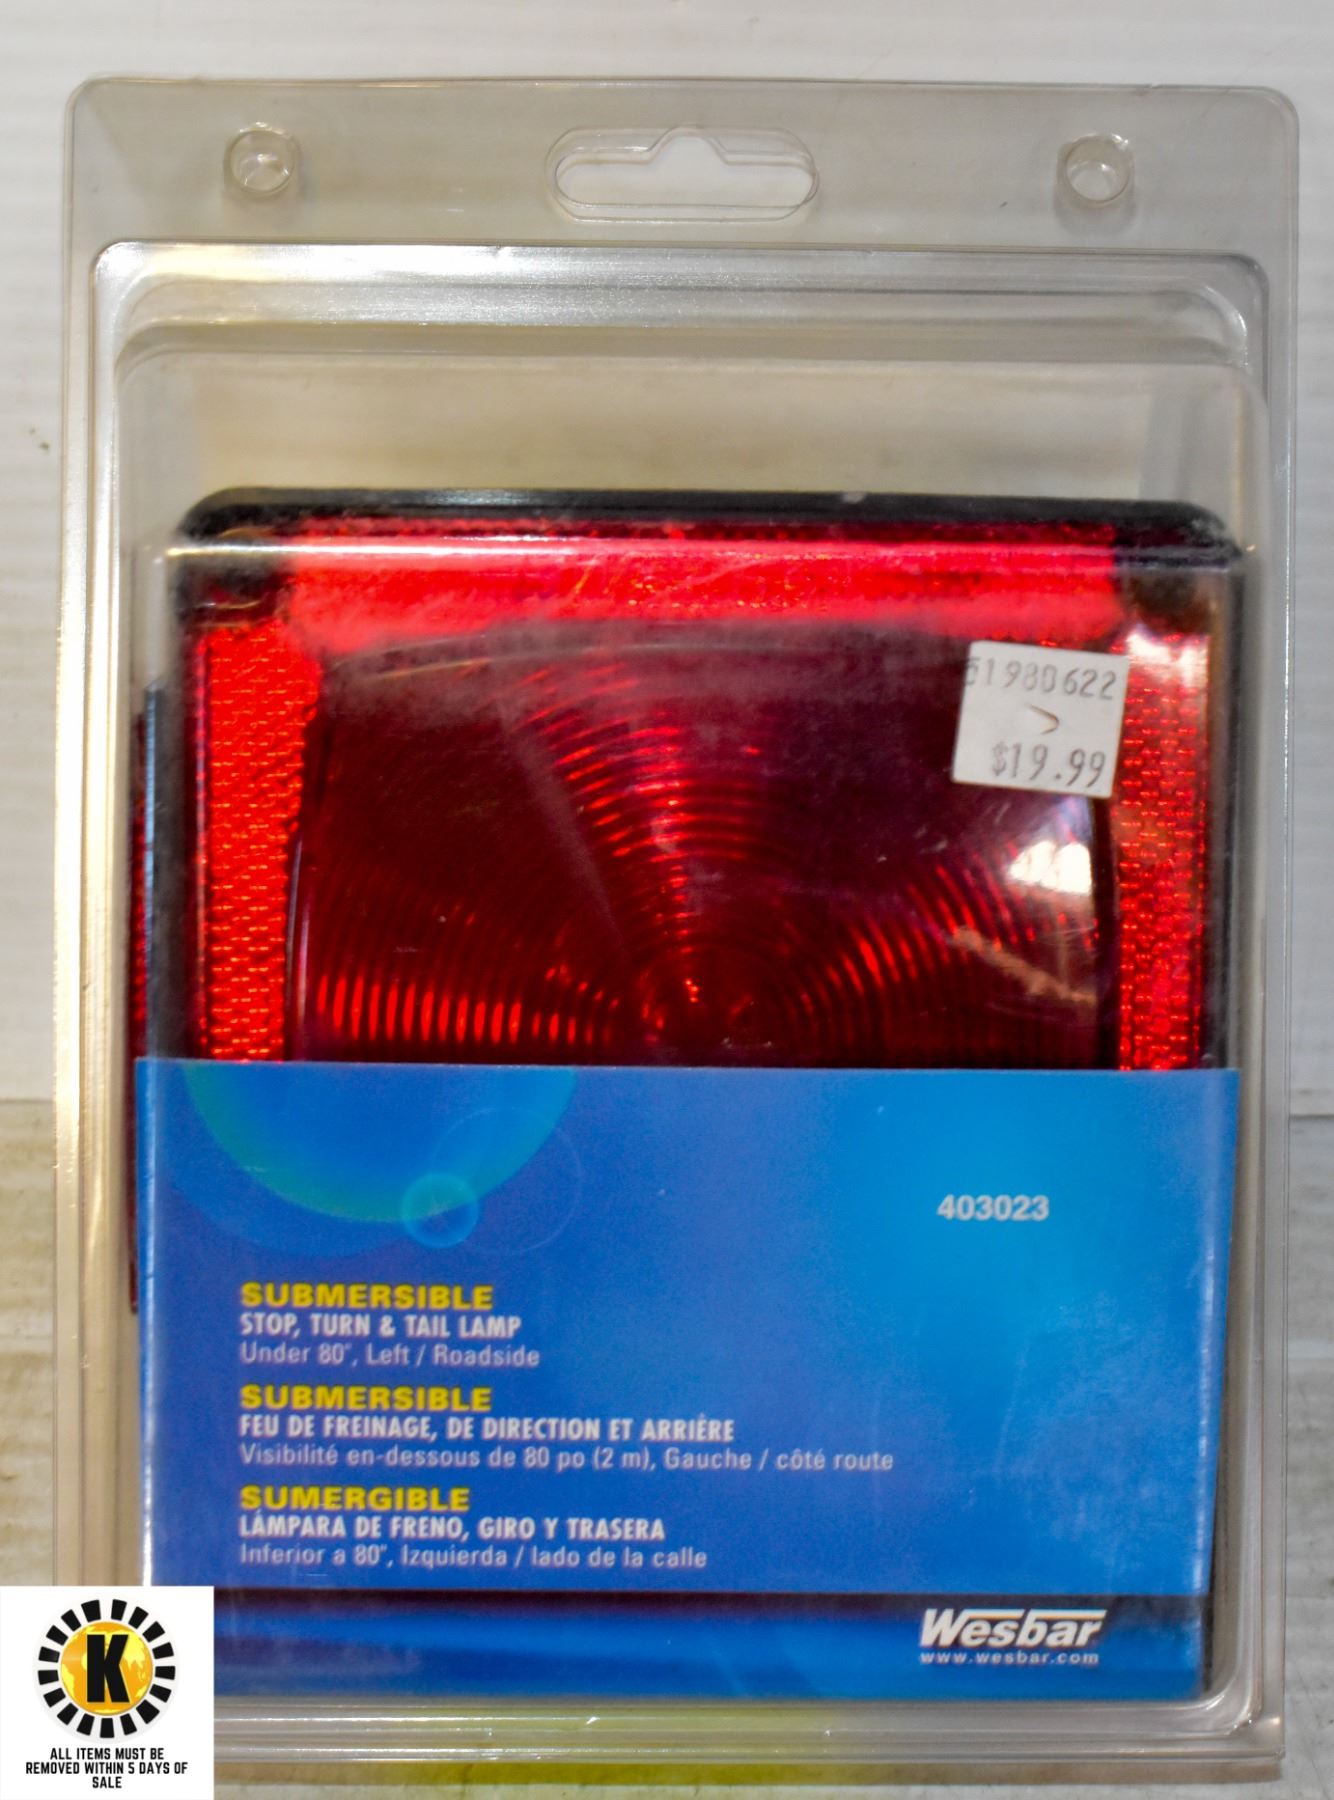 51980622
>
$19.99
403023
SUBMERSIBLE
STOP, TURN & TAIL LAMP
Under 80", Left / Roadside
SUBMERSIBLE
FEU DE FREINAGE, DE DIRECTION ET ARRIÈRE
Visibilité en-dessous de 80 po (2 m), Gauche / côté route
SUMERGIBLE
LÁMPARA DE FRENO, GIRO Y TRASERA
Inferior a 80", Izquierda / lado de la calle
Wesbar
www.wesbar.com
K
ALL ITEMS MUST BE
REMOVED WITHIN 5 DAYS OF
SALE